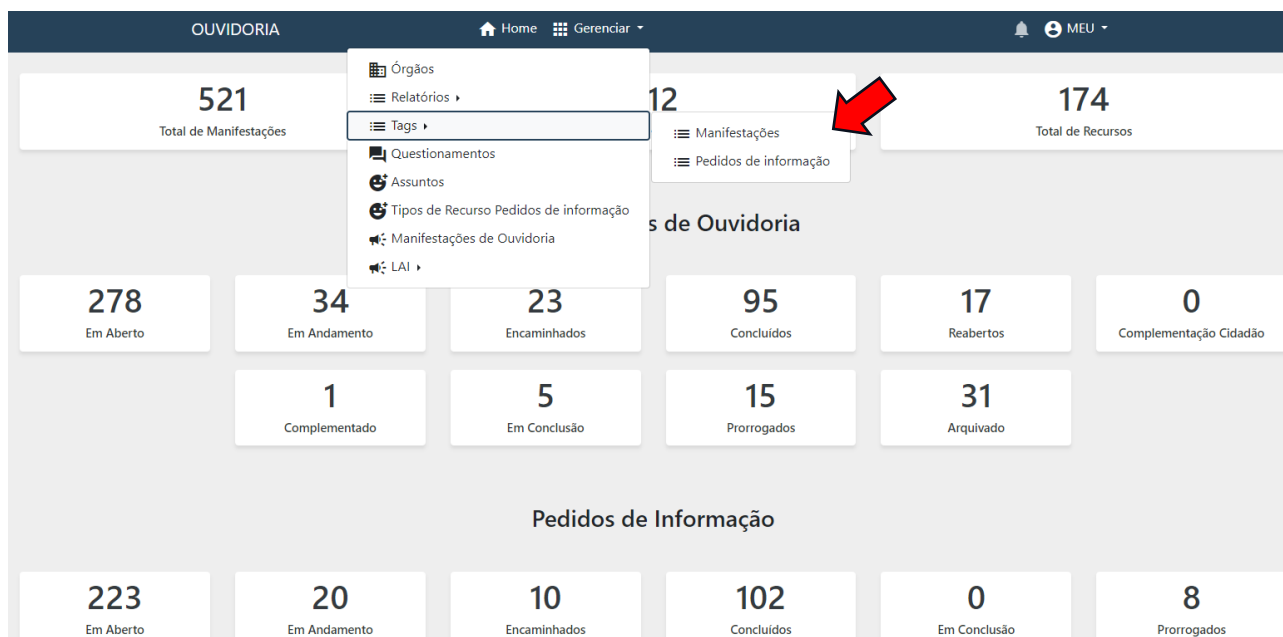 OUVIDORIA Home Gerenciar MEU
Órgãos
Relatórios
Tags
Questionamentos
Assuntos
Tipos de Recurso Pedidos de informação
Manifestações de Ouvidoria
LAI
Manifestações
Pedidos de informação
521 12 174
Total de Manifestações Total de Recursos
s de Ouvidoria
278 34 23 95 17 0
Em Aberto Em Andamento Encaminhados Concluídos Reabertos Complementação Cidadão
1 5 15 31
Complementado Em Conclusão Prorrogados Arquivado
Pedidos de Informação
223 20 10 102 0 8
Em Aberto Em Andamento Encaminhados Concluídos Em Conclusão Prorrogados